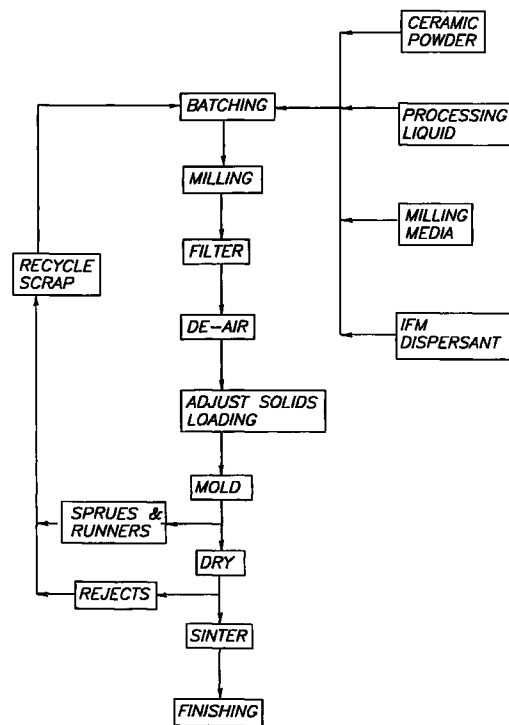 CERAMIC
POWDER
BATCHING
PROCESSING
LIQUID
MILLING
MILLING
MEDIA
FILTER
RECYCLE
SCRAP
DE-AIR
IFM
DISPERSANT
ADJUST SOLIDS
LOADING
MOLD
SPRUES &
RUNNERS
DRY
REJECTS
SINTER
FINISHING